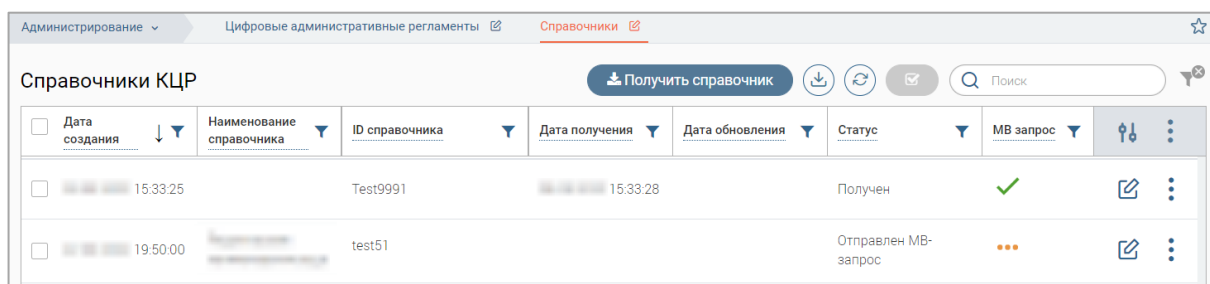 Администрирование Цифровые административные регламенты Справочники
Справочники КЦР Получить справочник Поиск
Дата создания Наименование справочника ID справочника Дата получения Дата обновления Статус МВ запрос
15:33:25 Test9991 15:33:28 Получен
19:50:00 test51 Отправлен МВ-
запрос